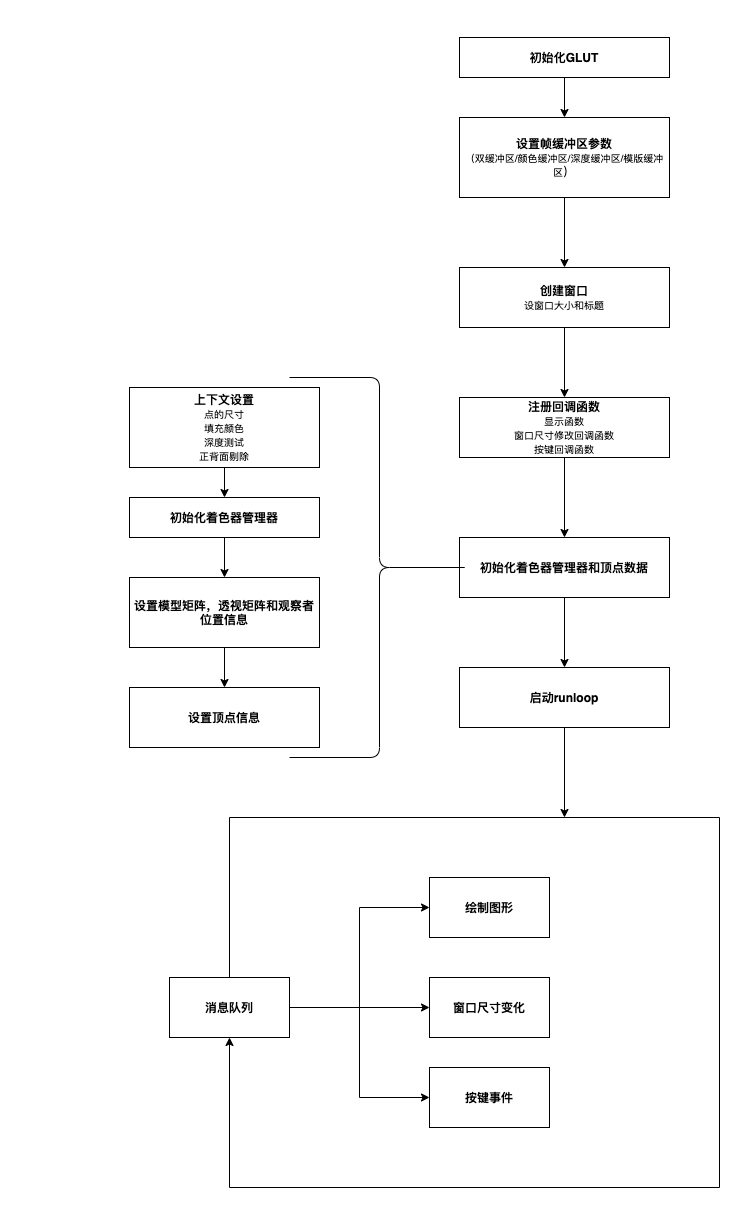 初始化GLUT
设置帧缓冲区参数
（双缓冲区/颜色缓冲区/深度缓冲区/模版缓冲
区）
创建窗口
设窗口大小和标题
注册回调函数
显示函数
窗口尺寸修改回调函数
按键回调函数
初始化着色器管理器和顶点数据
启动runloop
上下文设置
点的尺寸
填充颜色
深度测试
正背面剔除
初始化着色器管理器
设置模型矩阵，透视矩阵和观察者
位置信息
设置顶点信息
消息队列
绘制图形
窗口尺寸变化
按键事件